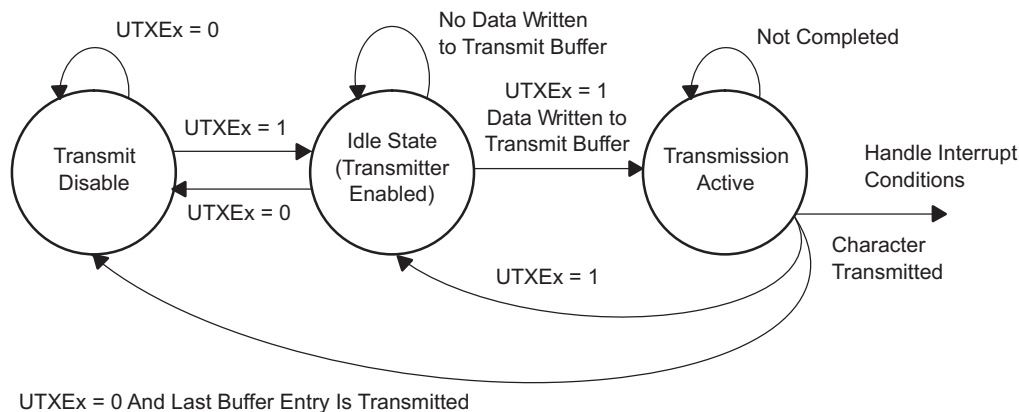 UTXEx = 0
No Data Written
to Transmit Buffer
Not Completed
UTXEx = 1
Data Written to
Transmit Buffer
UTXEx = 1
Transmit
Disable
Idle State
(Transmitter
Enabled)
Transmission
Active
Handle Interrupt
Conditions
UTXEx = 0
Character
Transmitted
UTXEx = 1
UTXEx = 0 And Last Buffer Entry Is Transmitted